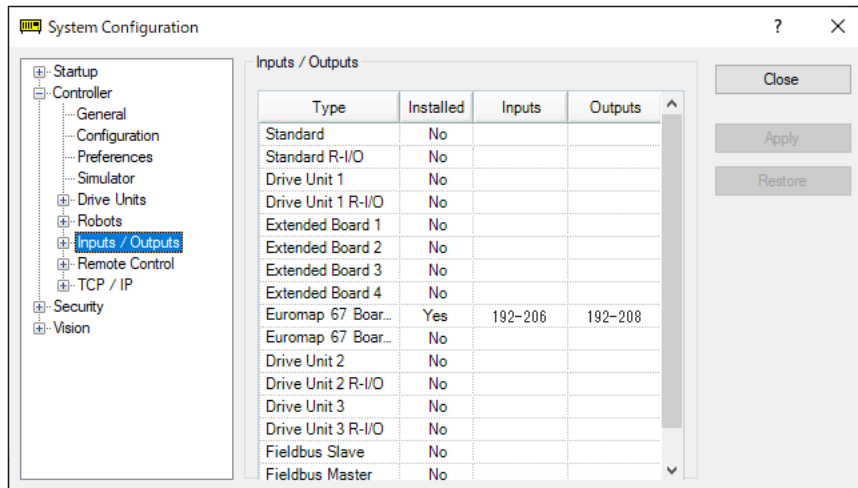 System Configuration
?
Startup
Controller
General
Configuration
Preferences
Simulator
Drive Units
Robots
Inputs / Outputs
Remote Control
TCP / IP
Security
Vision
Inputs / Outputs
Type Installed Inputs Outputs
Standard No
Standard R-I/O No
Drive Unit 1 No
Drive Unit 1 R-I/O No
Extended Board 1 No
Extended Board 2 No
Extended Board 3 No
Extended Board 4 No
Euromap 67 Boar... Yes 192-206 192-208
Euromap 67 Boar... No
Drive Unit 2 No
Drive Unit 2 R-I/O No
Drive Unit 3 No
Drive Unit 3 R-I/O No
Fieldbus Slave No
Fieldbus Master No
Close
Apply
Restore